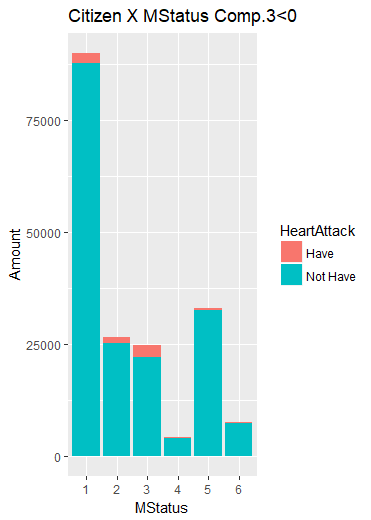 Citizen X MStatus Comp.3<0
75000
50000
25000
0
Amount
1 2 3 4 5 6
MStatus
HeartAttack
Have
Not Have